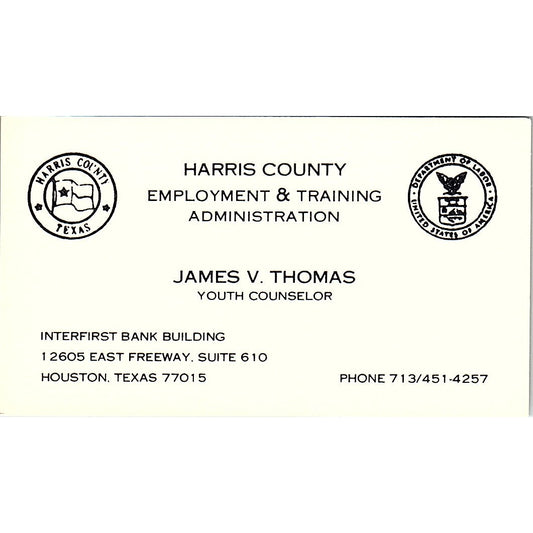 HARRIS COUNTY
TEXAS
HARRIS COUNTY
EMPLOYMENT & TRAINING
ADMINISTRATION
DEPARTMENT OF LABOR
UNITED STATES OF AMERICA
JAMES V. THOMAS
YOUTH COUNSELOR
INTERFIRST BANK BUILDING
12605 EAST FREEWAY, SUITE 610
HOUSTON, TEXAS 77015
PHONE 713/451-4257